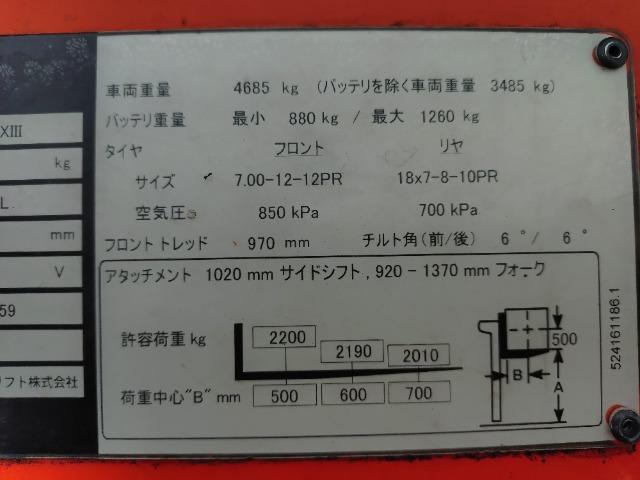 車両重量 4685 kg (バッテリを除く車両重量 3485 kg)
バッテリ重量 最小 880 kg / 最大 1260 kg
タイヤ フロント リヤ
サイズ 7.00-12-12PR 18x7-8-10PR
空気圧 850 kPa 700 kPa
フロント トレッド 970 mm チルト角(前/後) 6°/ 6°
アタッチメント 1020 mm サイドシフト, 920 - 1370 mm フォーク
許容荷重 kg 2200 2190 2010
荷重中心"B" mm 500 600 700
500
B
A
524161186.1
XIII
kg
L
mm
V
59
リフト株式会社